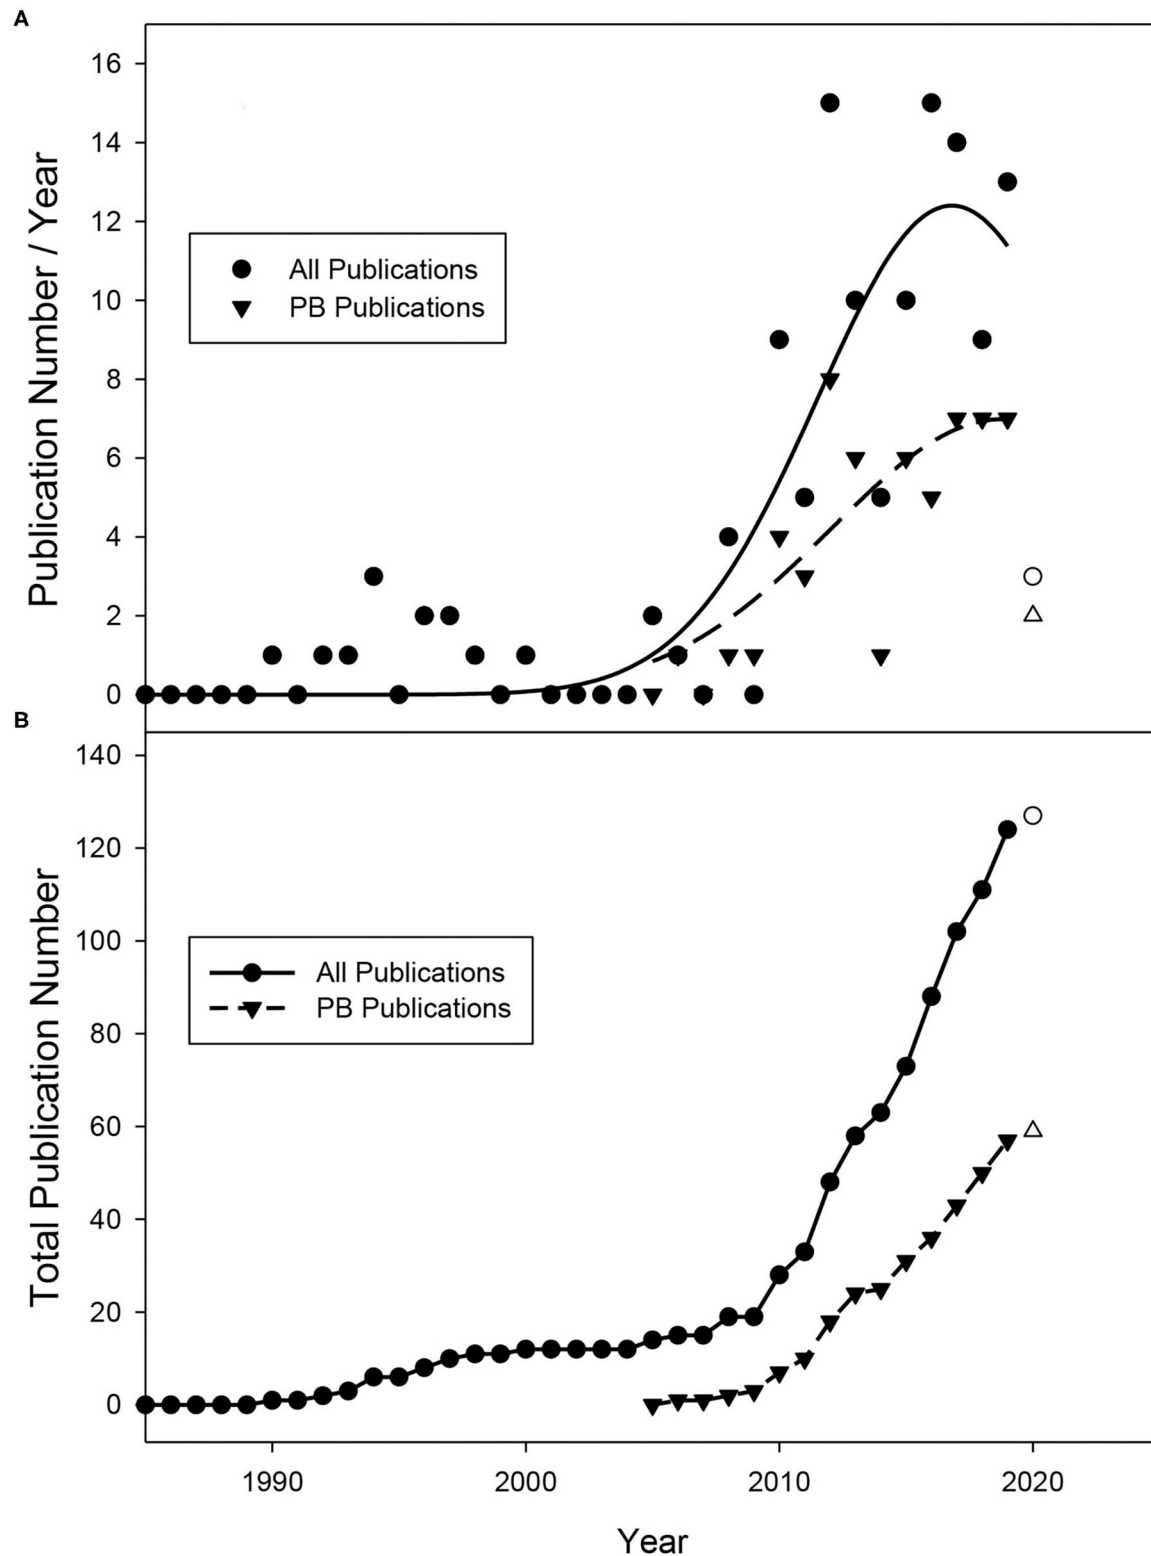 A
Publication Number / Year
16
14
12
10
8
6
4
2
0
All Publications
PB Publications
B
Total Publication Number
140
120
100
80
60
40
20
0
All Publications
PB Publications
1990
2000
2010
2020
Year